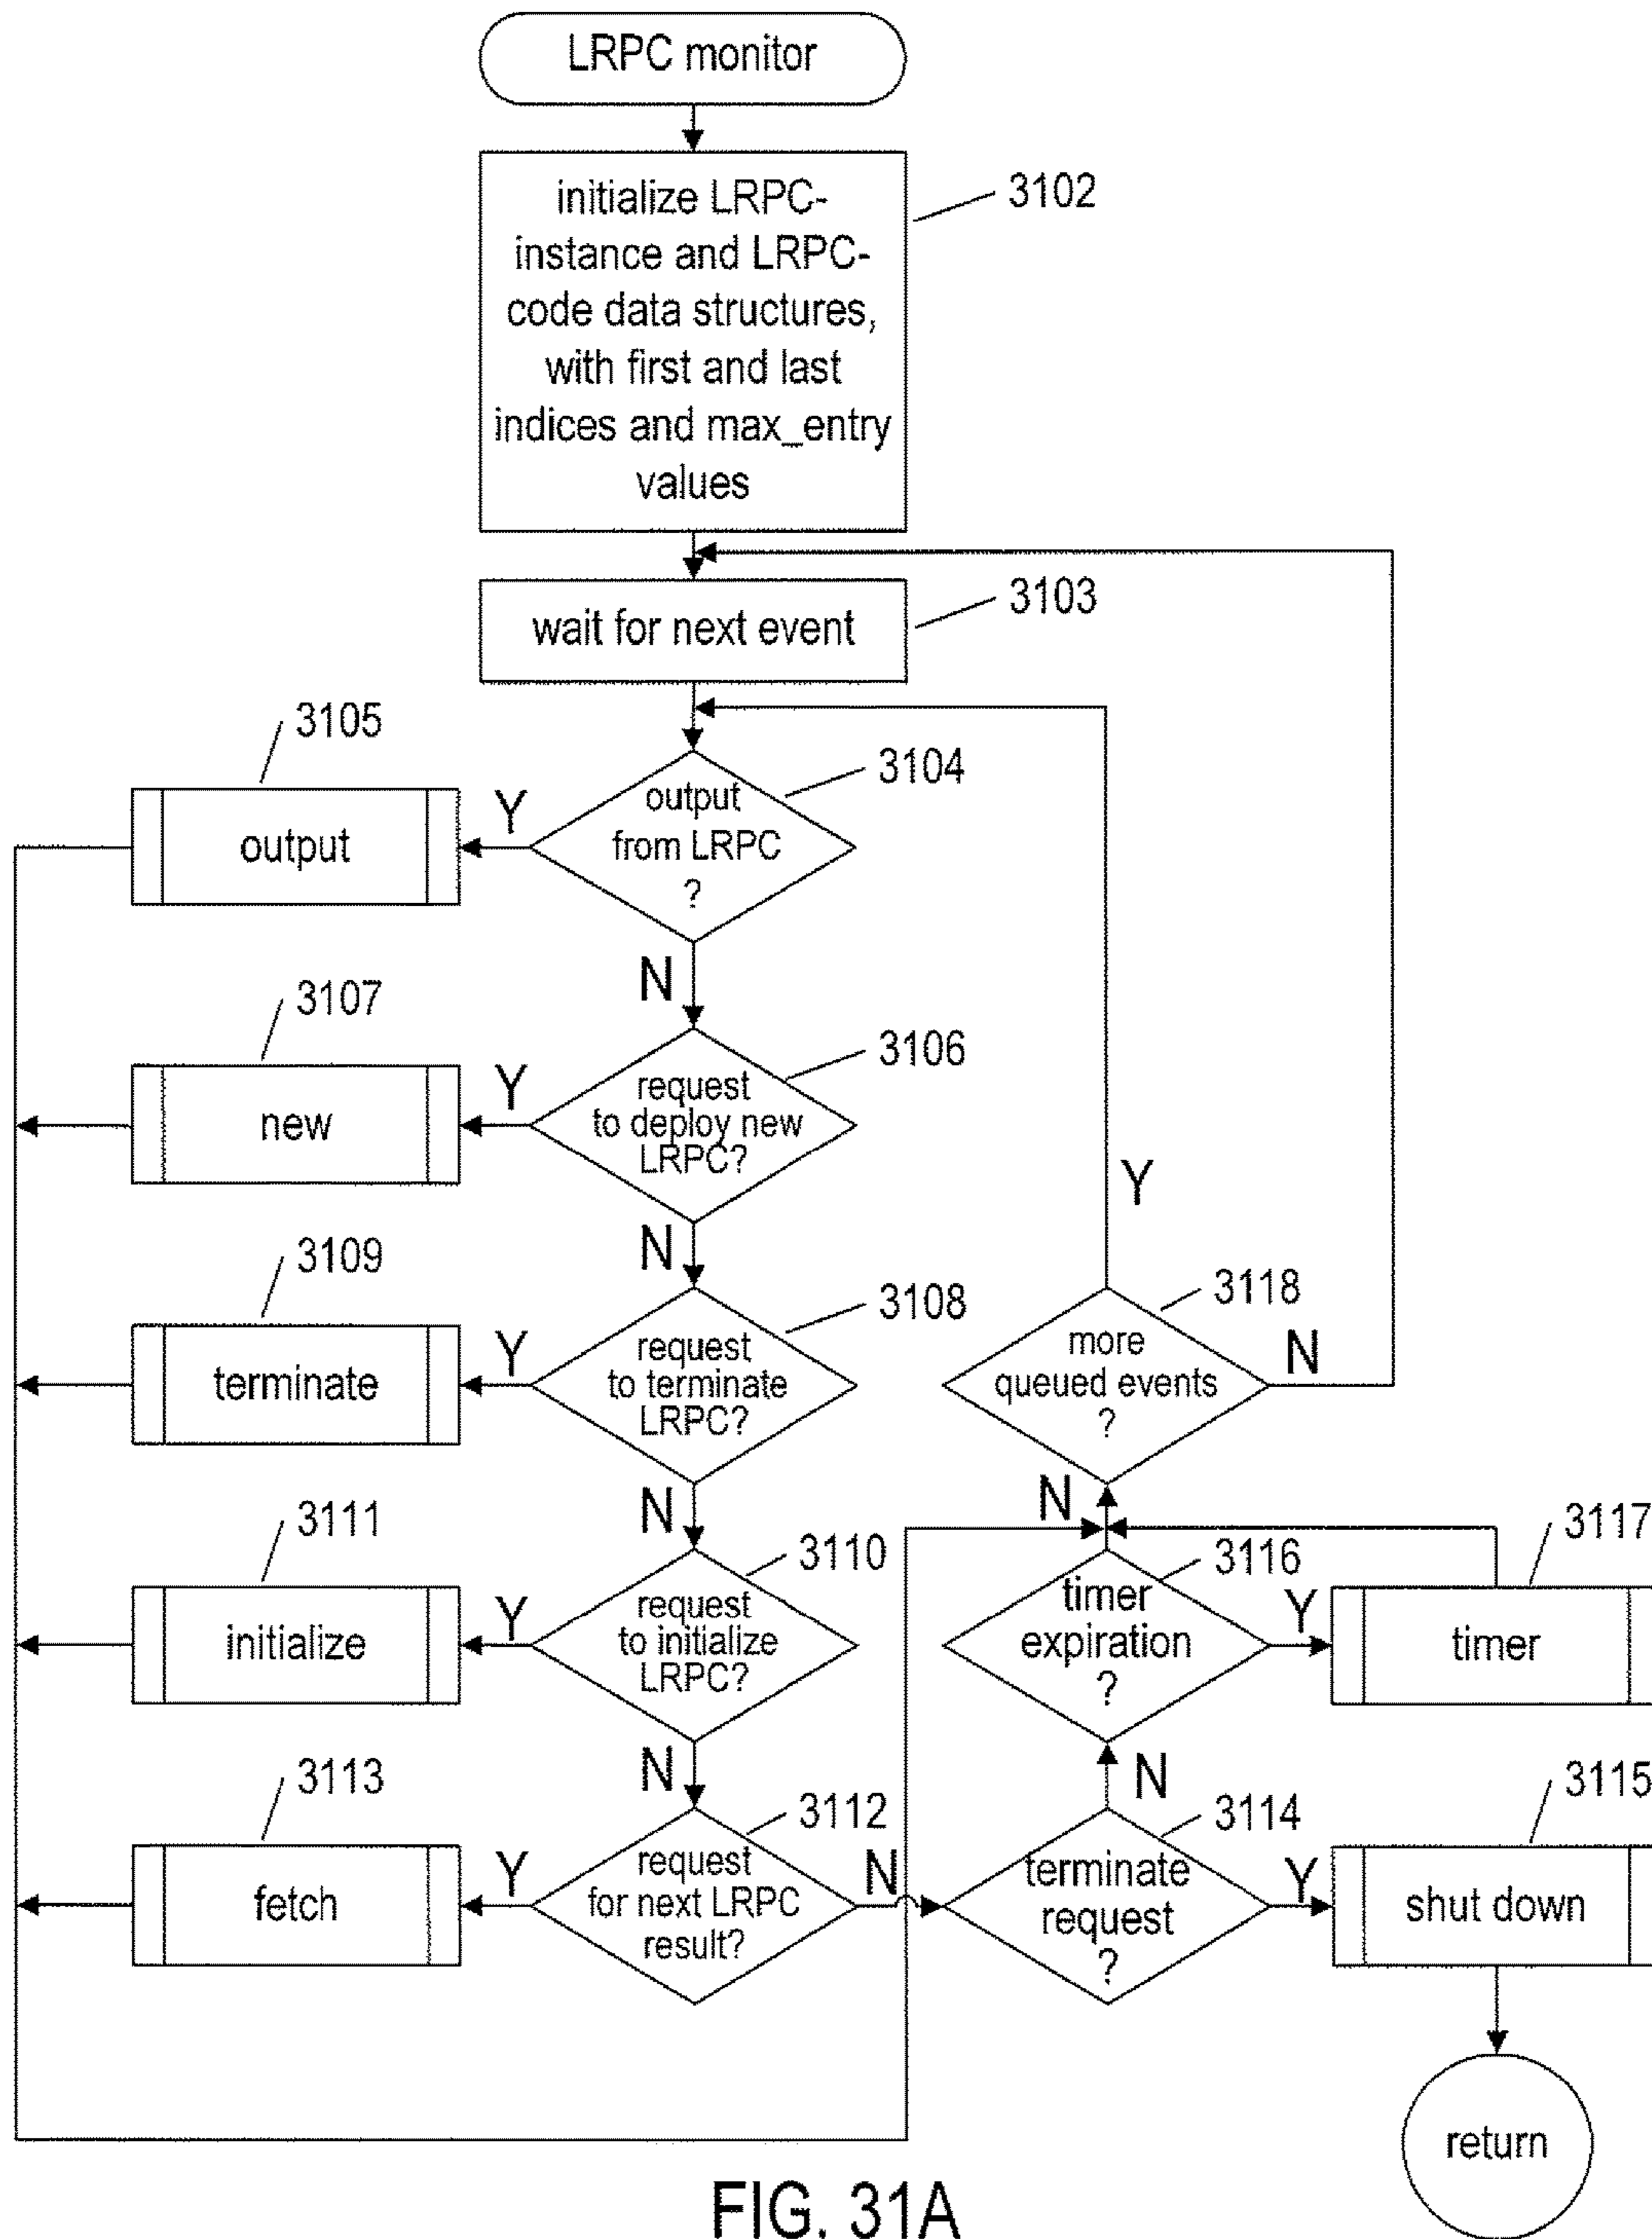 LRPC monitor
initialize LRPC-
instance and LRPC-
code data structures,
with first and last
indices and max_entry
values
3102
wait for next event
3103
3105
output
Y
output
from LRPC
?
3104
N
3107
new
Y
request
to deploy new
LRPC?
3106
N
3109
terminate
Y
request
to terminate
LRPC?
3108
N
3111
initialize
Y
request
to initialize
LRPC?
3110
N
3113
fetch
Y
request
for next LRPC
result?
3112
N
terminate
request
?
3114
Y
shut down
3115
return
N
timer
expiration
?
3116
Y
timer
3117
N
more
queued events
?
3118
Y
N
FIG. 31A